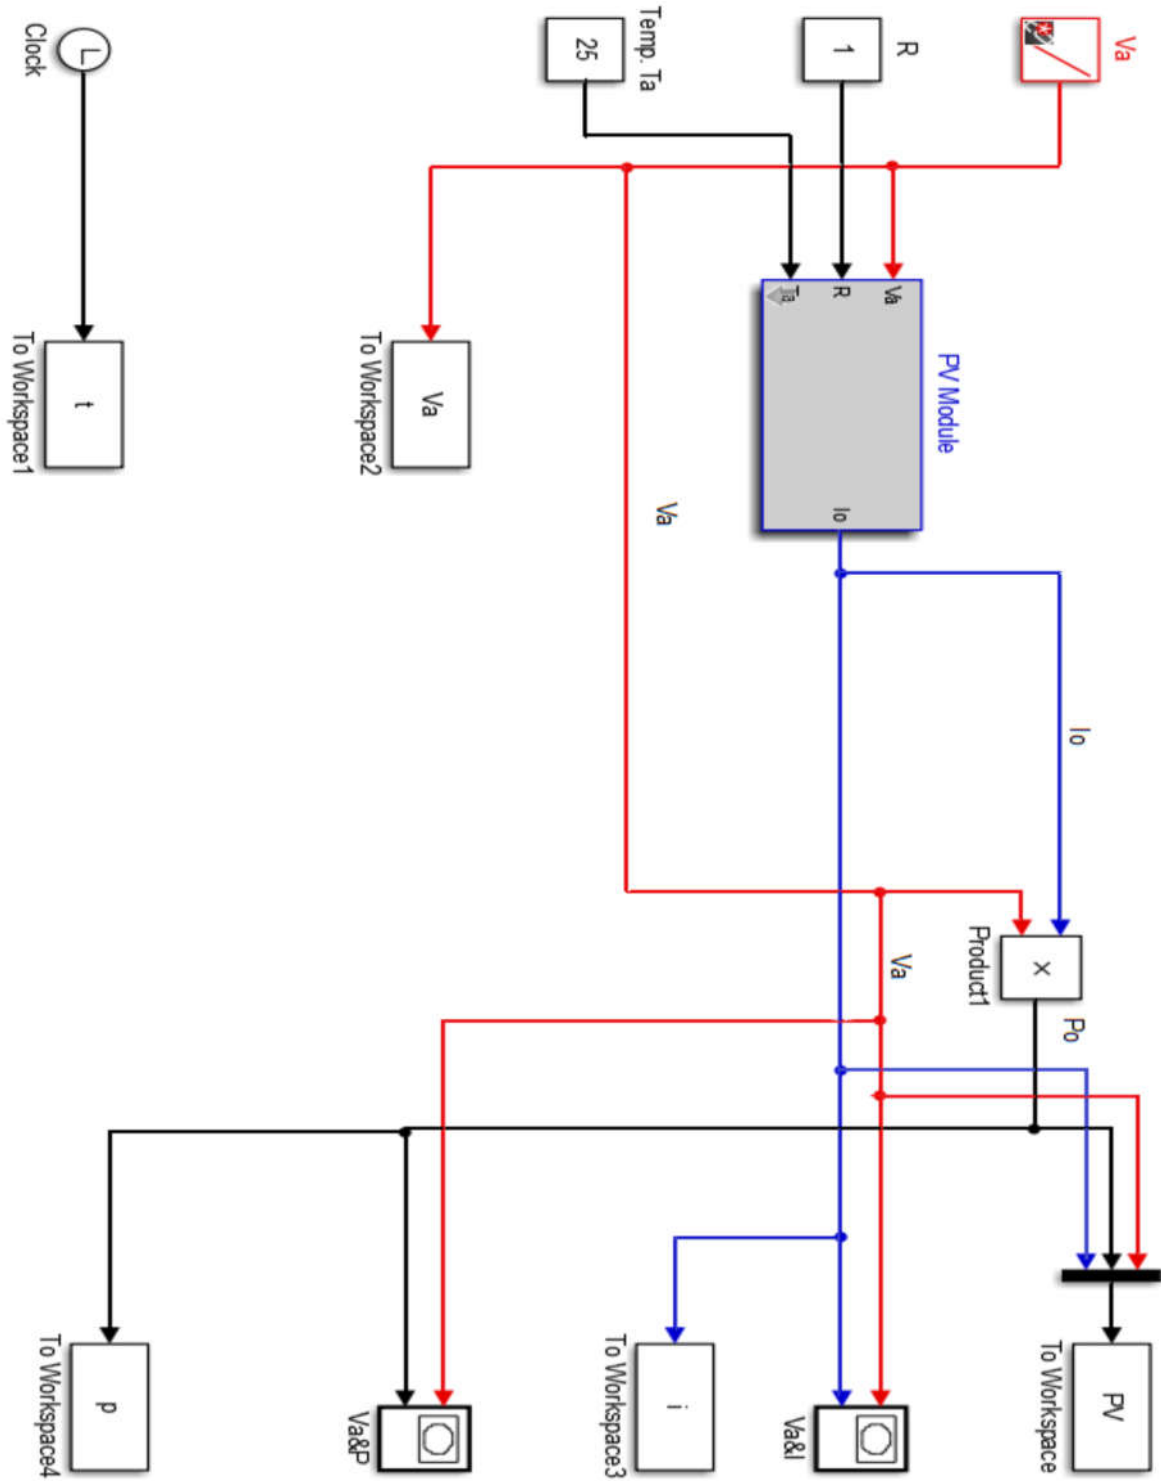 Va
R
1
Temp. Ta
25
L
Clock
Va
R
Ta
Io
PV Module
Va
To Workspace2
t
To Workspace1
Va
Io
x
Product1
Va
Po
PV
To Workspace
Va&I
i
To Workspace3
Va&P
p
To Workspace4